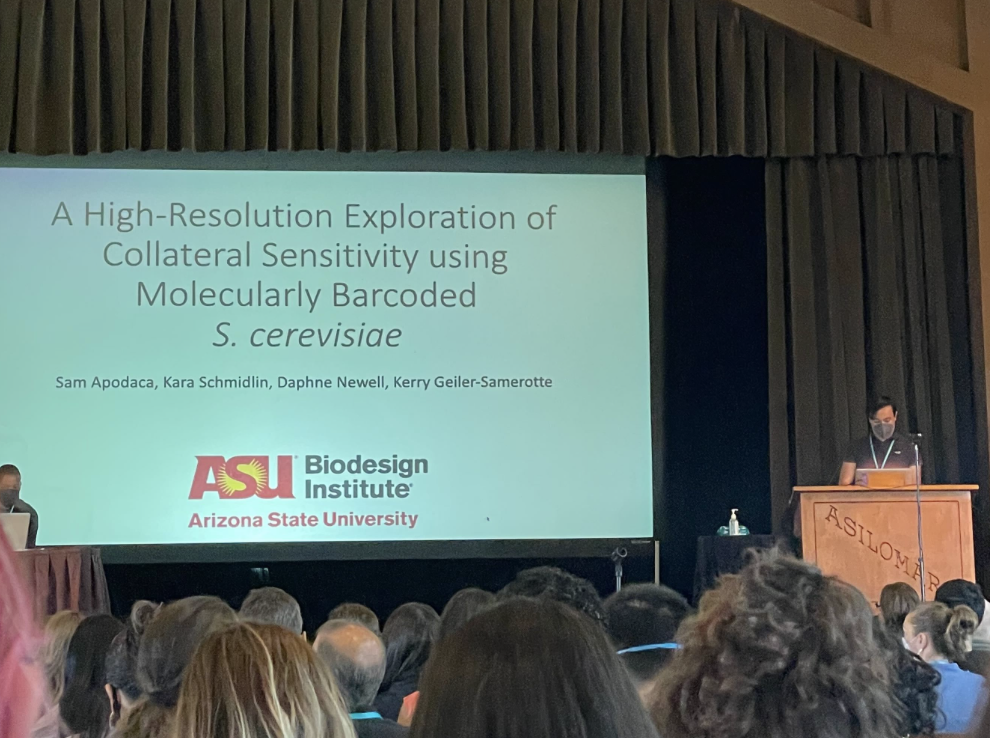 A High-Resolution Exploration of
Collateral Sensitivity using
Molecularly Barcoded
S. cerevisiae
Sam Apodaca, Kara Schmidlin, Daphne Newell, Kerry Geiler-Samerotte
ASU Biodesign
Institute
Arizona State University
ASILOMAR